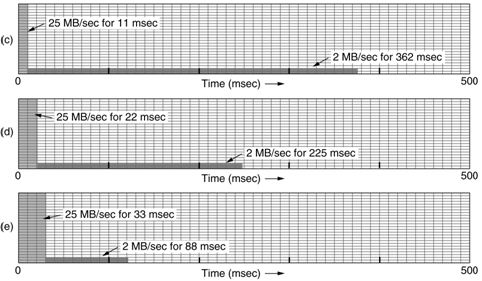 25 MB/sec for 11 msec
(c)
2 MB/sec for 362 msec
0 Time (msec) 500
25 MB/sec for 22 msec
(d)
2 MB/sec for 225 msec
0 Time (msec) 500
25 MB/sec for 33 msec
(e)
2 MB/sec for 88 msec
0 Time (msec) 500